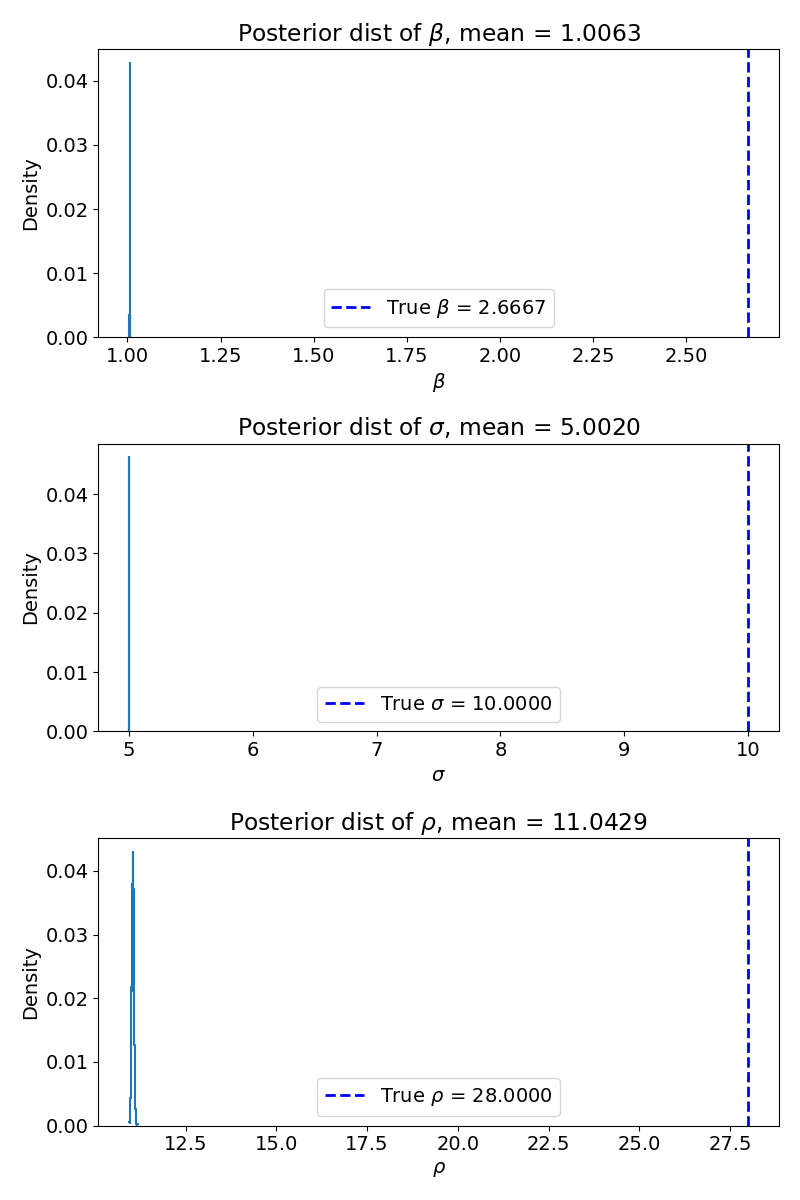 Posterior dist of β, mean = 1.0063
0.04
0.03
0.02
0.01
0.00
Density
True β = 2.6667
1.00 1.25 1.50 1.75 2.00 2.25 2.50
β
Posterior dist of σ, mean = 5.0020
0.04
0.03
0.02
0.01
0.00
Density
True σ = 10.0000
5 6 7 8 9 10
σ
Posterior dist of ρ, mean = 11.0429
0.04
0.03
0.02
0.01
0.00
Density
True ρ = 28.0000
12.5 15.0 17.5 20.0 22.5 25.0 27.5
ρ